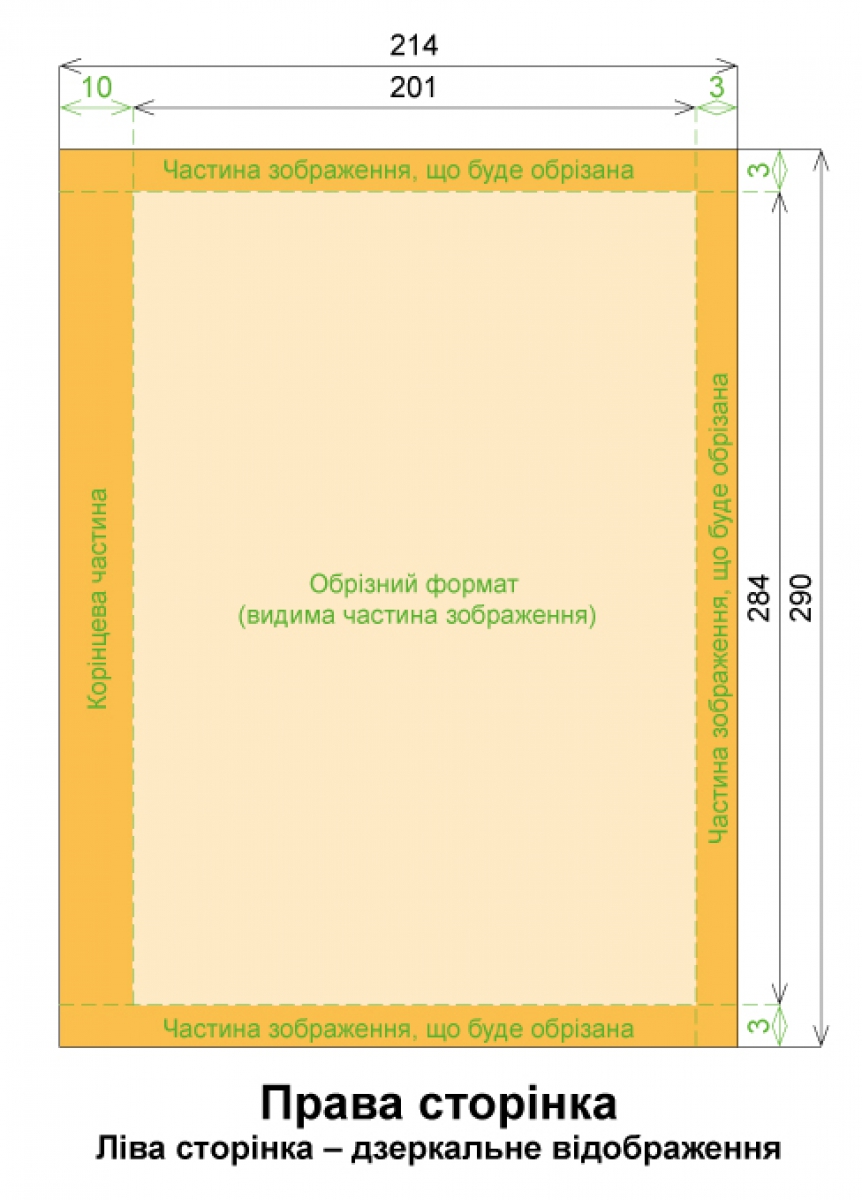 214
10
201
3
Частина зображення, що буде обрізана
3
Корінцева частина
Обрізний формат
(видима частина зображення)
Частина зображення, що буде обрізана
284
290
Частина зображення, що буде обрізана
3
Права сторінка
Ліва сторінка – дзеркальне відображення